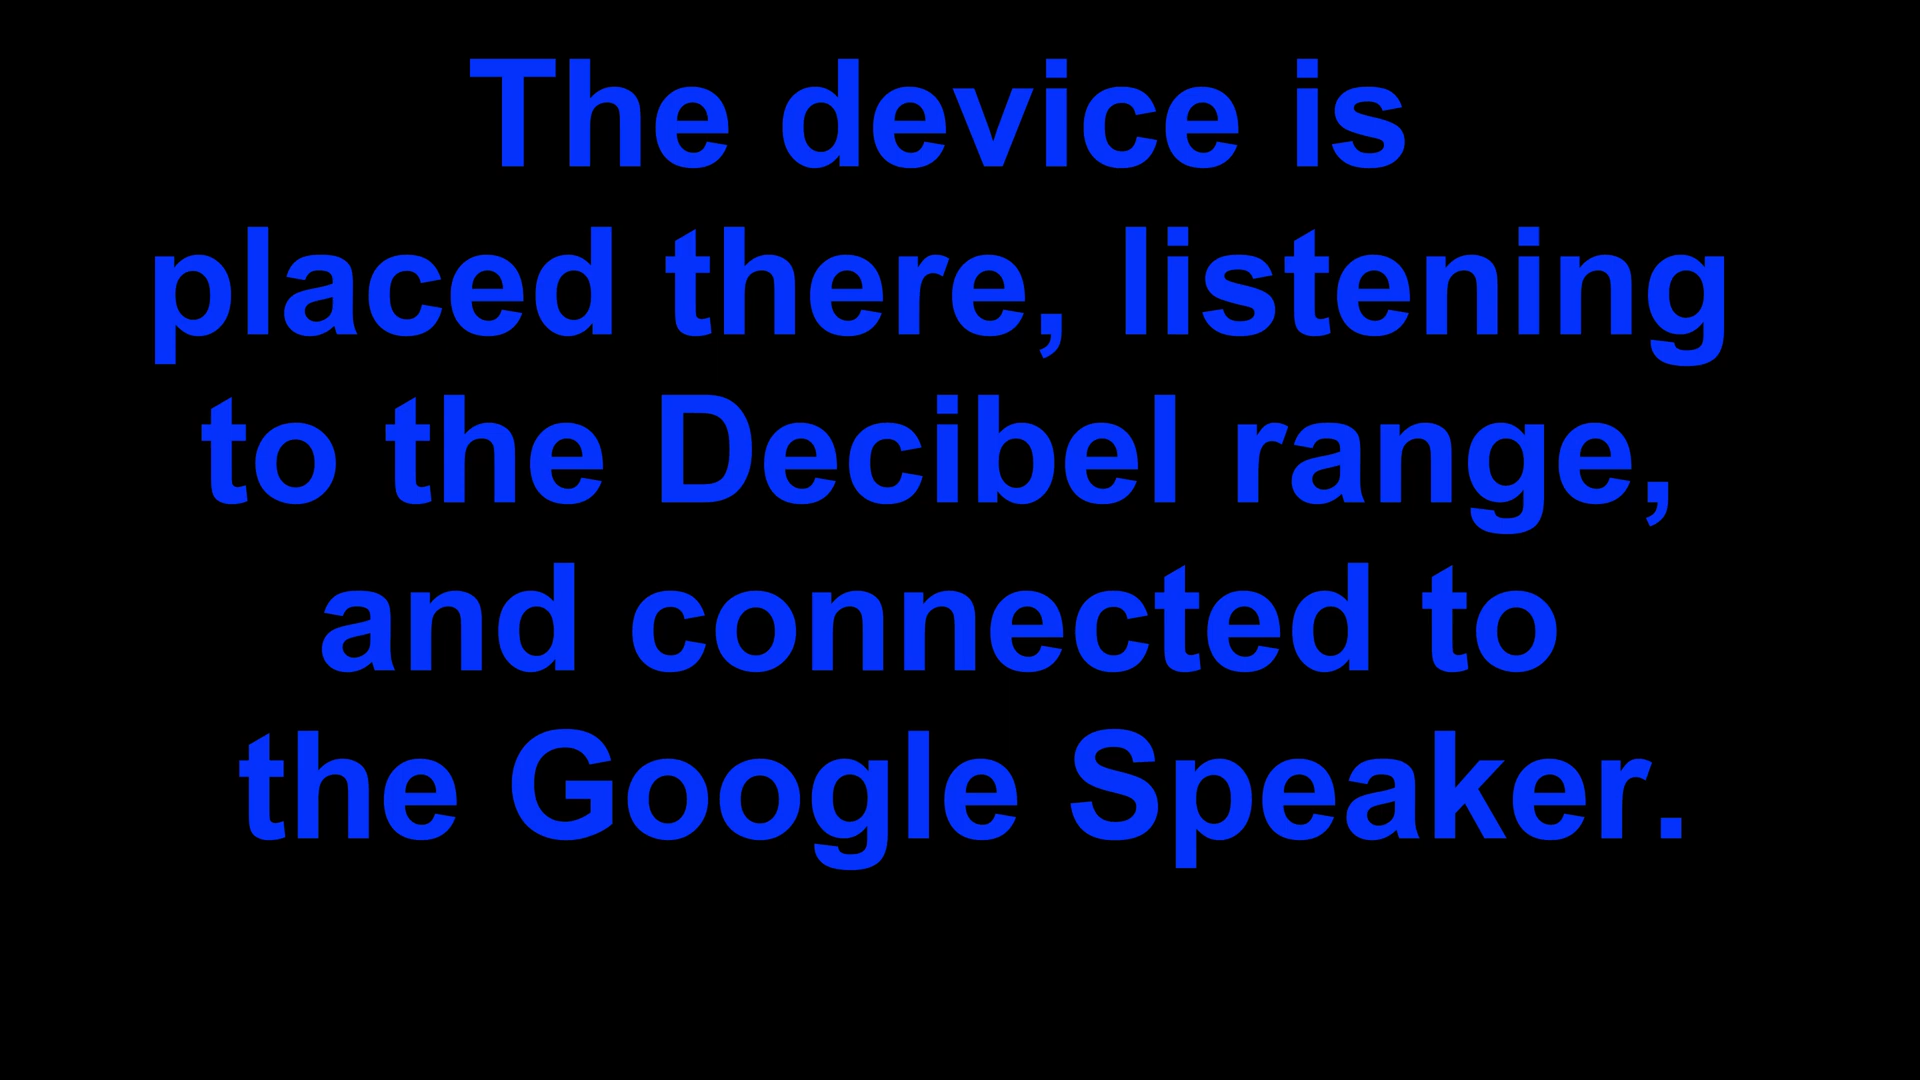 The device is
placed there, listening
to the Decibel range,
and connected to
the Google Speaker.